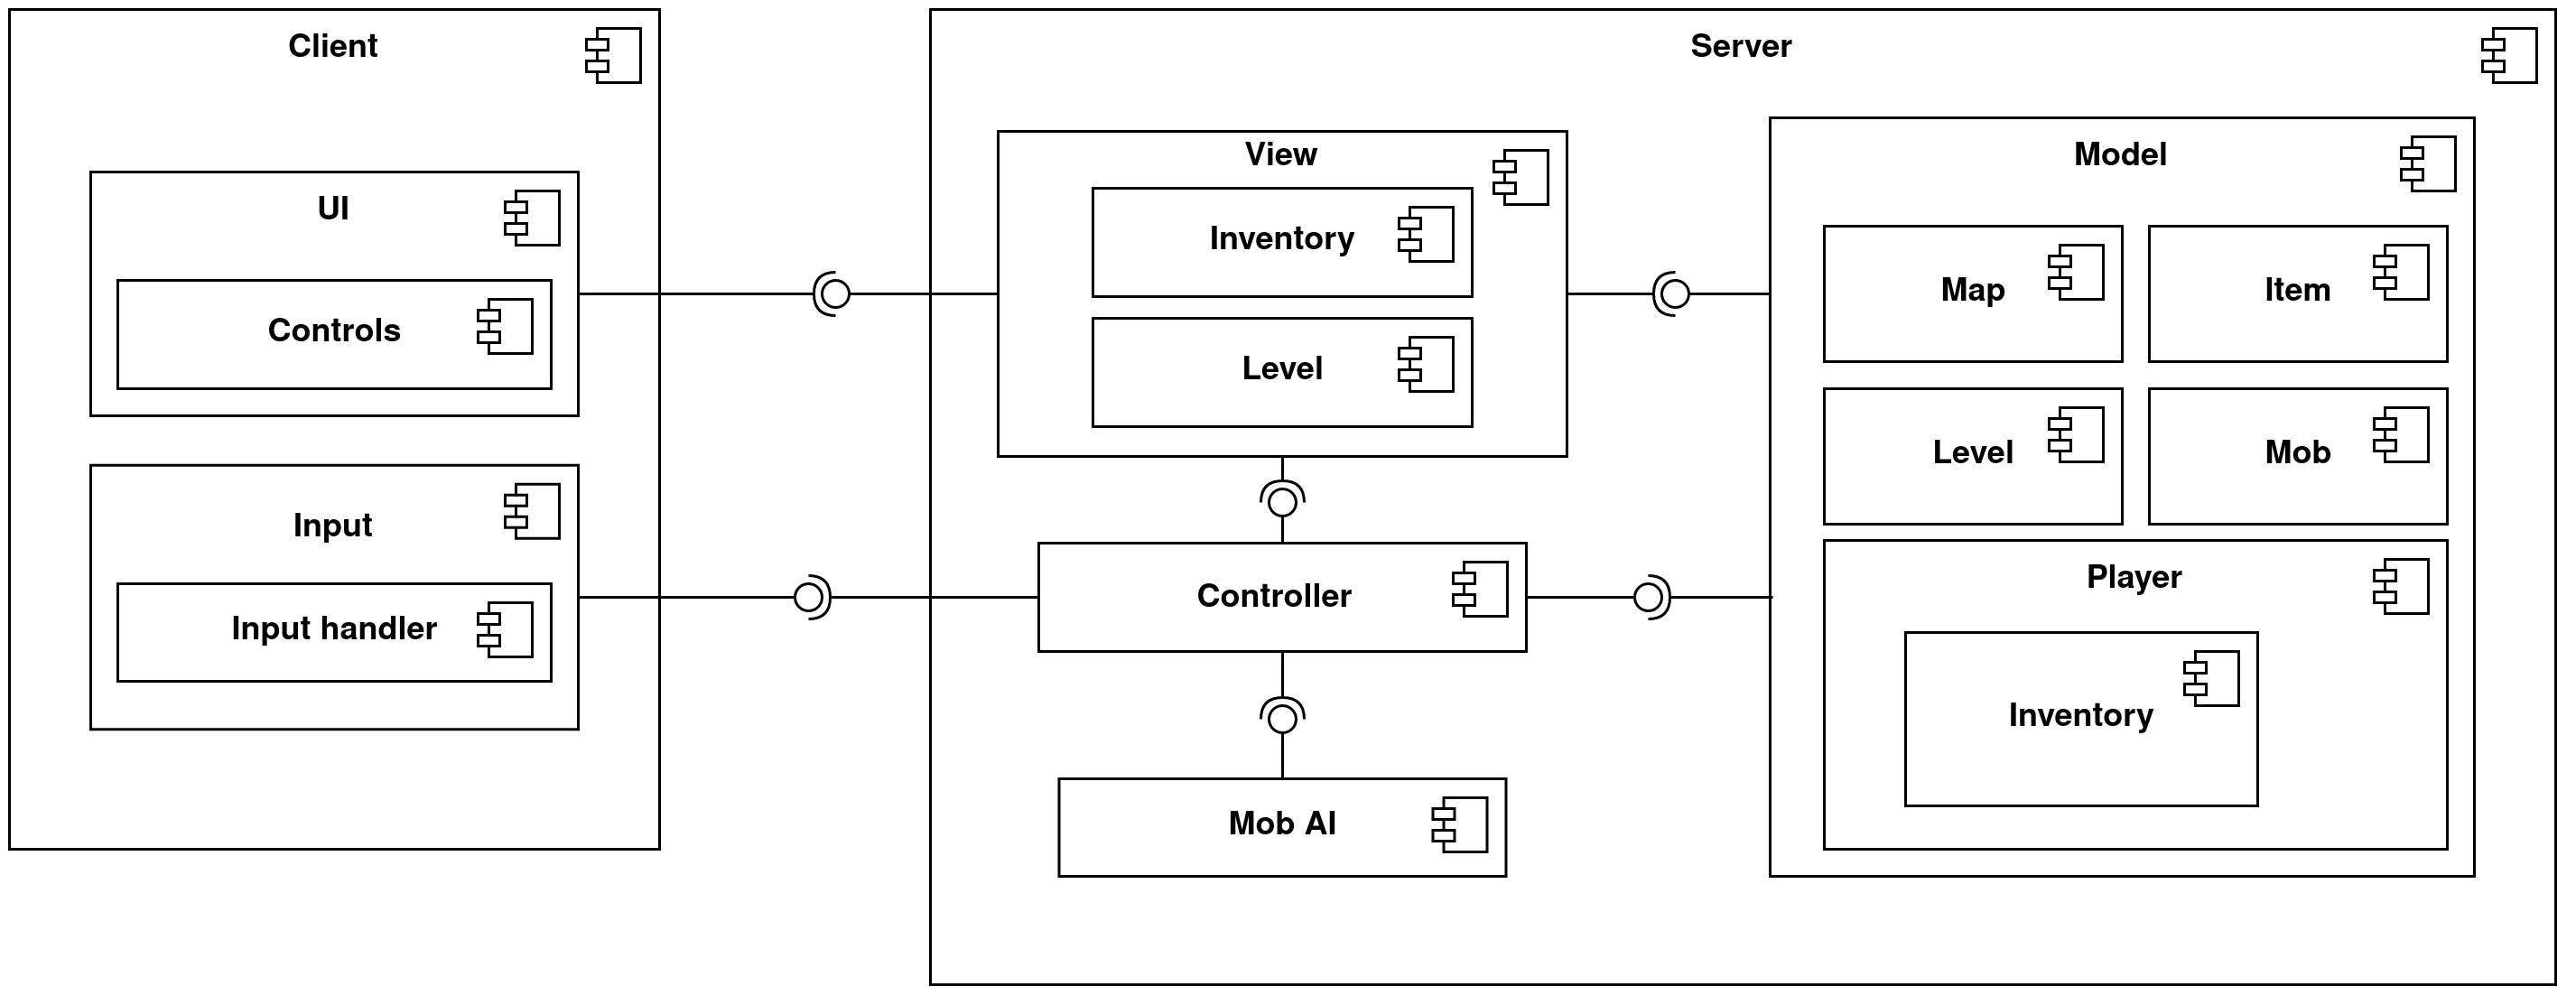 Client
UI
Controls
Input
Input handler
Server
View
Inventory
Level
Controller
Mob AI
Model
Map
Item
Level
Mob
Player
Inventory